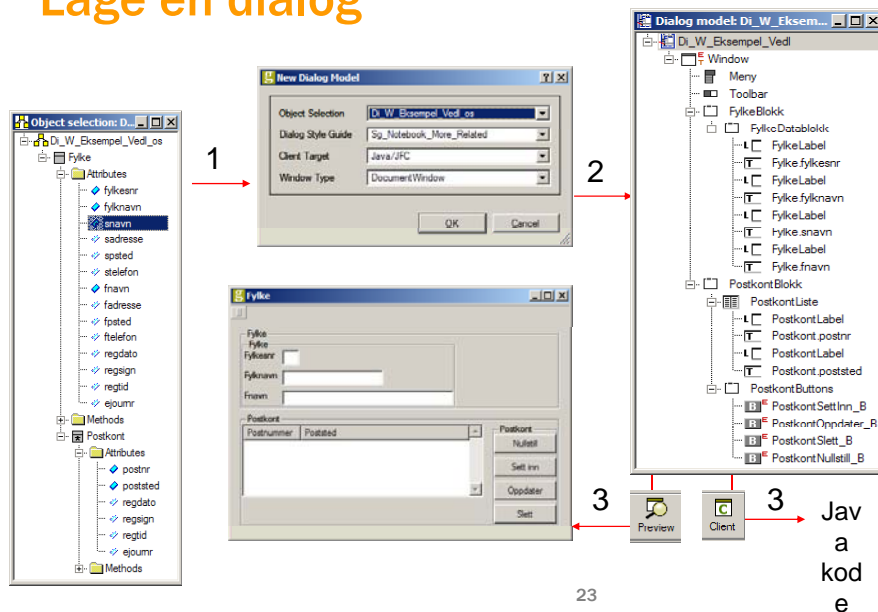 Lage en dialog
Object selection: D...
Di_W_Eksempel_Vedl_os
Fylke
Attributes
fylkesnr
fylknavn
snavn
sadresse
spsted
stelefon
fnavn
fadresse
fpsted
ftelefon
regdato
regsign
regtid
ejournr
Methods
Postkont
Attributes
postnr
poststed
regdato
regsign
regtid
ejournr
Methods
1
New Dialog Model
Object Selection Di_W_Eksempel_Vedl_os
Dialog Style Guide Sg_Notebook_More_Related
Client Target Java/JFC
Window Type DocumentWindow
OK Cancel
2
Fylke
Fylke
Fylke
Fylkesnr
Fylknavn
Fnavn
Postkont
Postnummer Poststed
Postkont
Nullstill
Sett inn
Oppdater
Slett
Dialog model: Di_W_Eksem...
Di_W_Eksempel_Vedl
Window
Meny
Toolbar
FylkeBlokk
FylkeDatablokk
FylkeLabel
Fylke.fylkesnr
FylkeLabel
Fylke.fylknavn
FylkeLabel
Fylke.snavn
FylkeLabel
Fylke.fnavn
PostkontBlokk
PostkontListe
PostkontLabel
Postkont.postnr
PostkontLabel
Postkont.poststed
PostkontButtons
PostkontSettInn_B
PostkontOppdater_B
PostkontSlett_B
PostkontNullstill_B
3
Preview
Client
3
Jav
a
kod
e
23